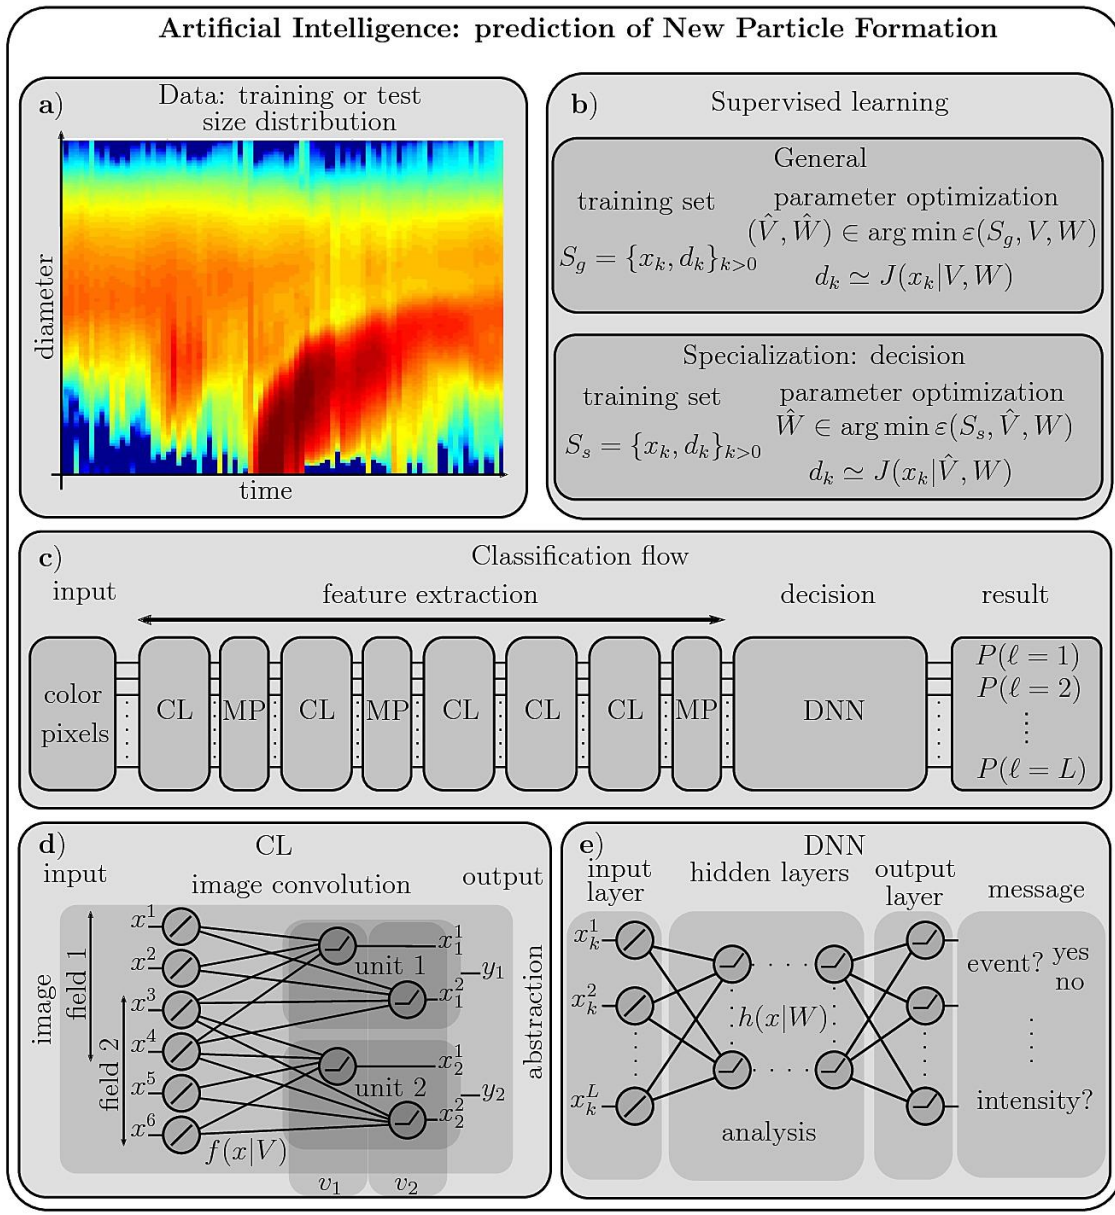 Artificial Intelligence: prediction of New Particle Formation
a)
Data: training or test
size distribution
diameter
time
b)
Supervised learning
General
training set
parameter optimization
(V̂, Ŵ) ∈ arg min ε(S_g, V, W)
S_g = {x_k, d_k}_{k>0}
d_k ≃ J(x_k|V, W)
Specialization: decision
training set
parameter optimization
Ŵ ∈ arg min ε(S_s, V̂, W)
S_s = {x_k, d_k}_{k>0}
d_k ≃ J(x_k|V̂, W)
c)
Classification flow
input
feature extraction
decision
result
color
pixels
CL
MP
CL
MP
CL
CL
CL
MP
DNN
P(ℓ = 1)
P(ℓ = 2)
P(ℓ = L)
d)
CL
input
image convolution
output
image
field 1
field 2
x^1
x^2
x^3
x^4
x^5
x^6
f(x|V)
unit 1
unit 2
v_1
v_2
x_1^1
y_1
x_1^2
x_2^1
y_2
x_2^2
abstraction
e)
DNN
input
layer
hidden layers
output
layer
message
x_k^1
x_k^2
x_k^L
h(x|W)
analysis
event? yes
no
intensity?